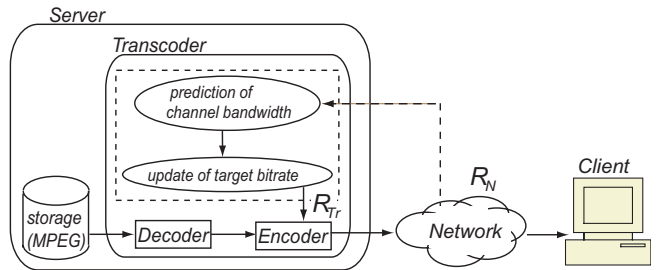 Server
Transcoder
prediction of
channel bandwidth
update of target bitrate
R_Tr
R_N
Client
storage
(MPEG)
Decoder
Encoder
Network